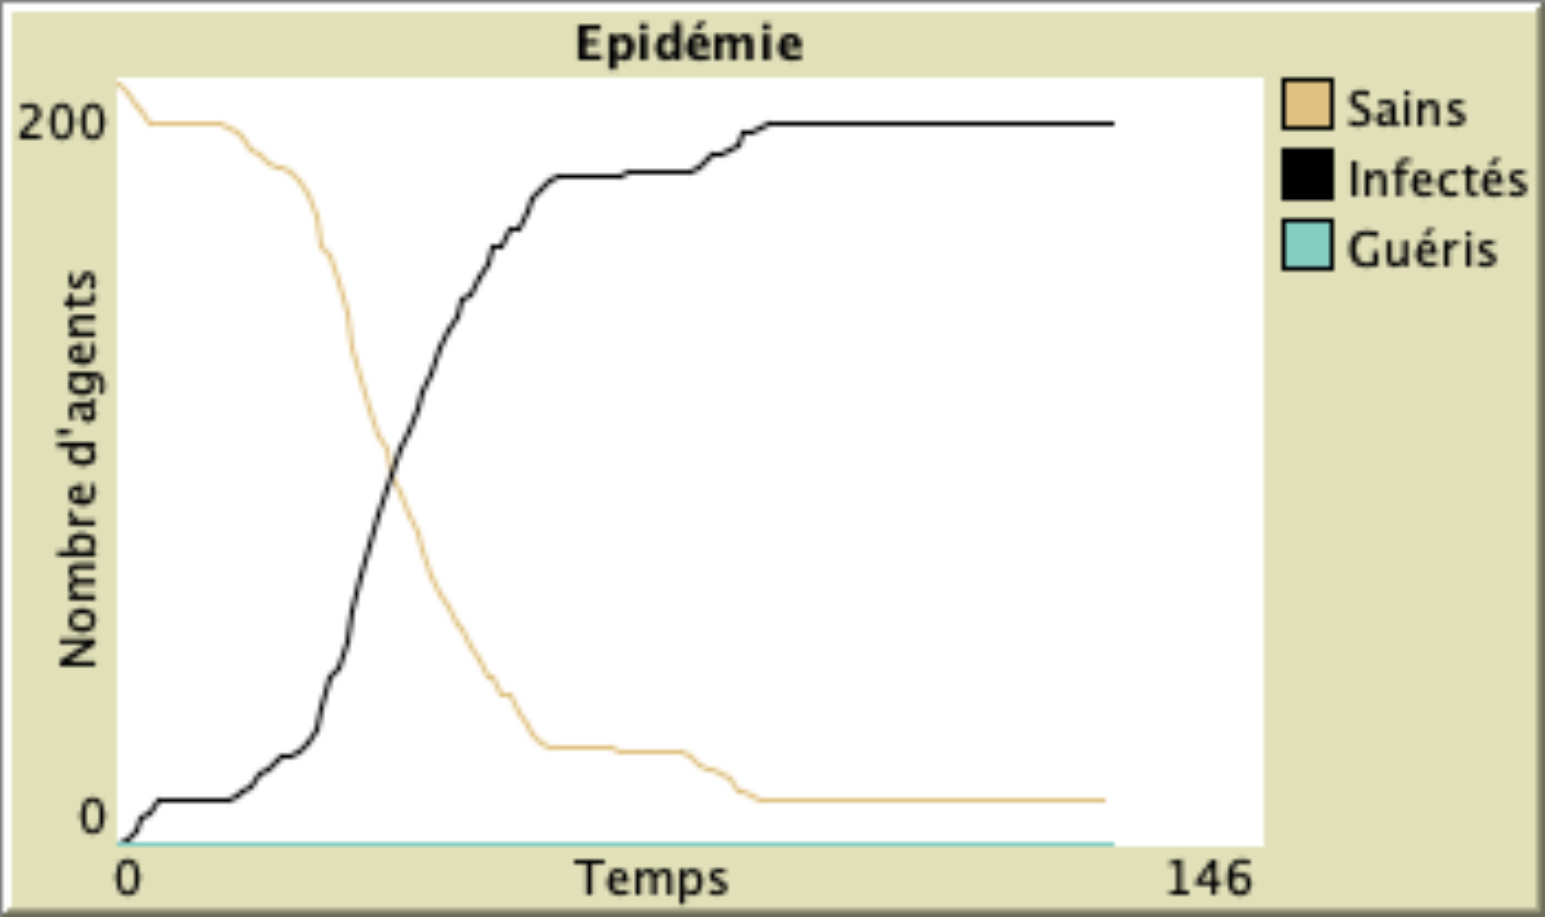 Epidémie
200
Sains
Infectés
Guéris
Nombre d'agents
0
0
Temps
146